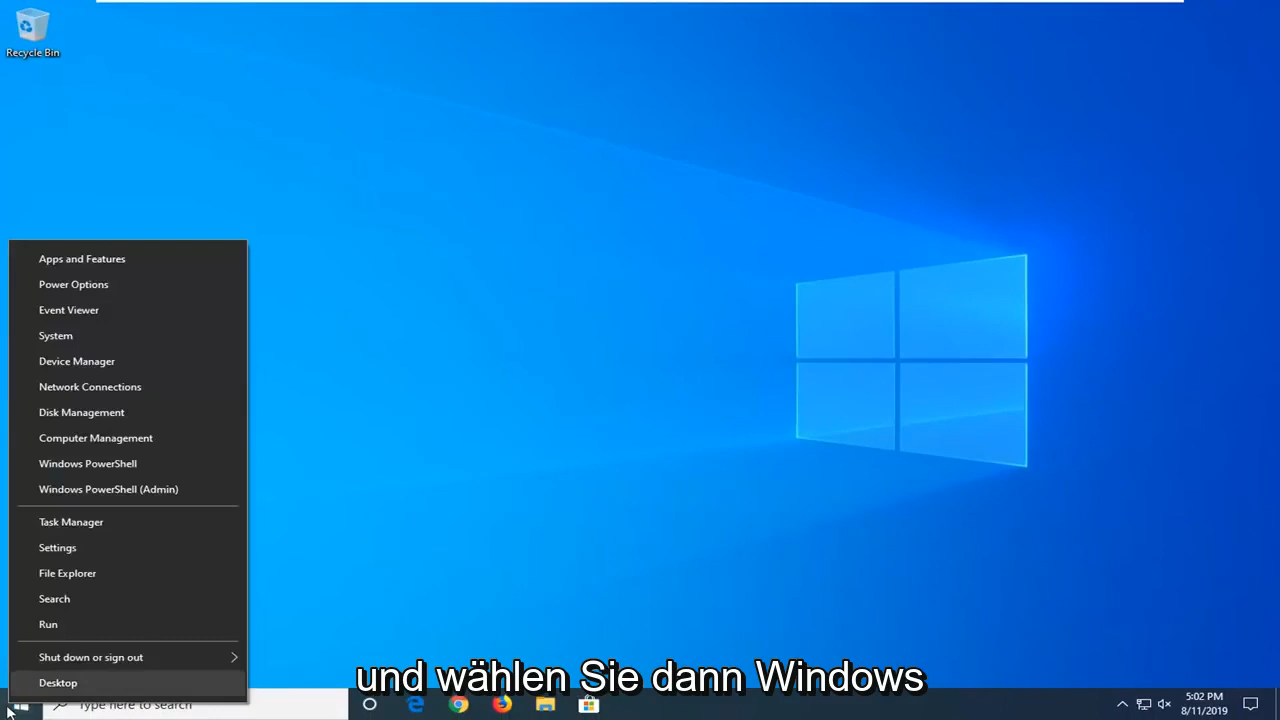 Recycle Bin
Apps and Features
Power Options
Event Viewer
System
Device Manager
Network Connections
Disk Management
Computer Management
Windows PowerShell
Windows PowerShell (Admin)
Task Manager
Settings
File Explorer
Search
Run
Shut down or sign out
Desktop
und wählen Sie dann Windows
Type here to search
5:02 PM
8/11/2019